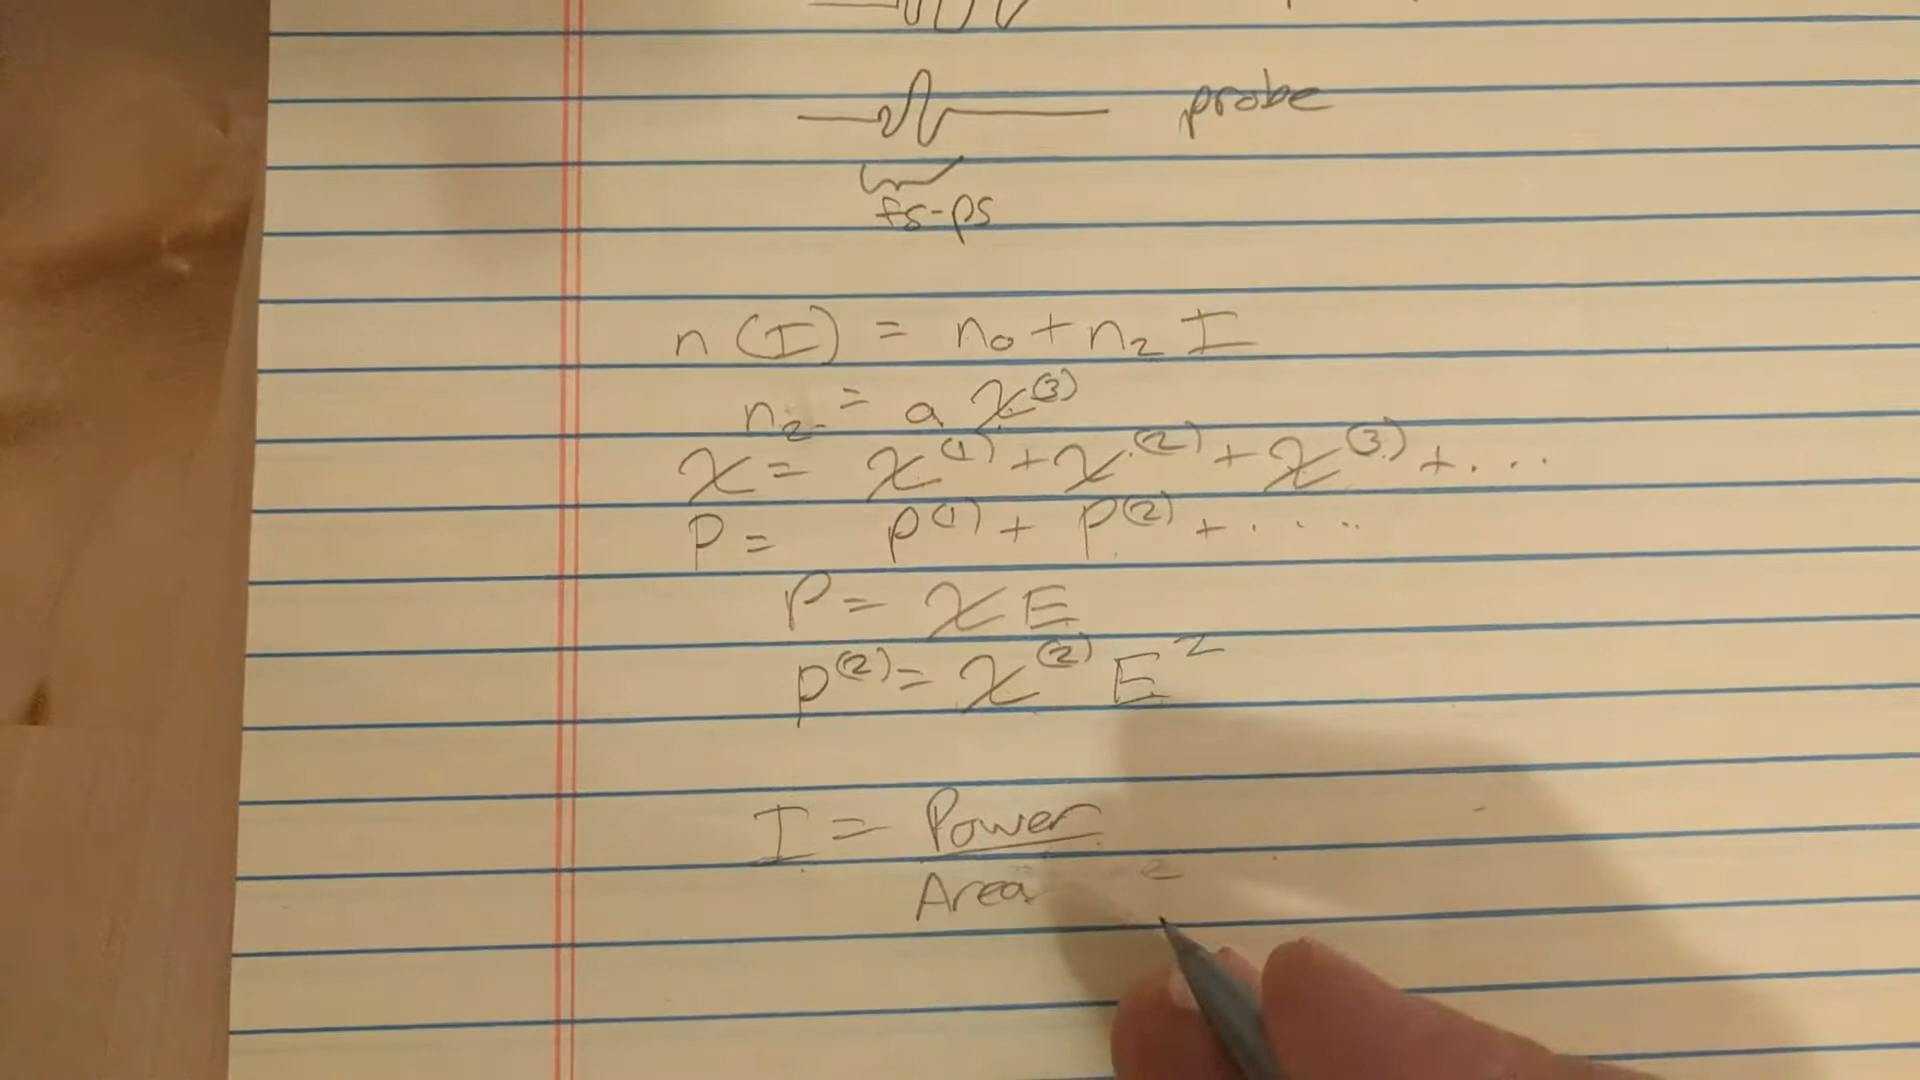 probe
fs-ps
n(I) = n₀ + n₂ I
n₂ = a χ⁽³⁾
χ = χ⁽¹⁾ + χ⁽²⁾ + χ⁽³⁾ + ...
P = P⁽¹⁾ + P⁽²⁾ + .....
P = χ E
P⁽²⁾ = χ⁽²⁾ E²
I = Power
Area